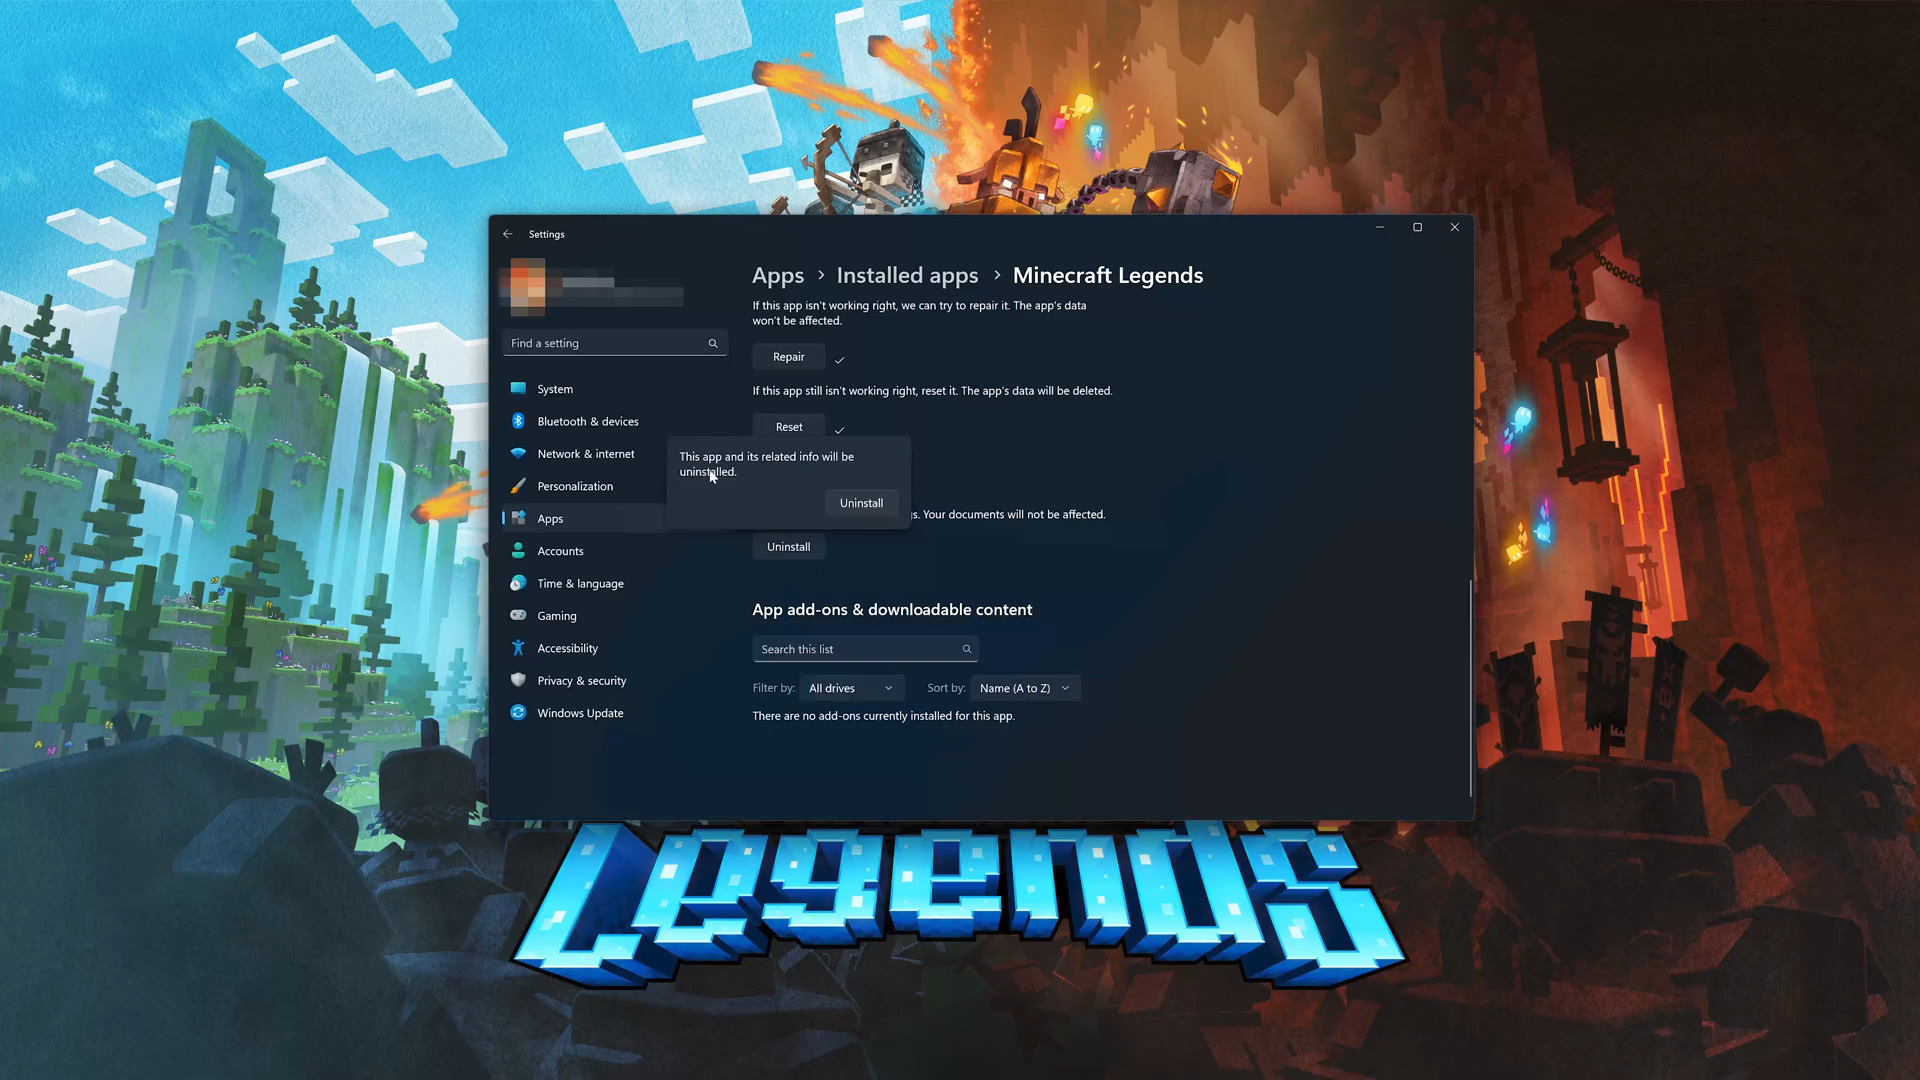 Settings
Apps > Installed apps > Minecraft Legends
If this app isn't working right, we can try to repair it. The app's data
won't be affected.
Find a setting
Repair
System
If this app still isn't working right, reset it. The app's data will be deleted.
Bluetooth & devices
Reset
Network & internet
This app and its related info will be
uninstalled.
Personalization
Uninstall
Apps
s. Your documents will not be affected.
Uninstall
Accounts
Time & language
Gaming
App add-ons & downloadable content
Accessibility
Search this list
Privacy & security
Filter by: All drives Sort by: Name (A to Z)
Windows Update
There are no add-ons currently installed for this app.
Legends